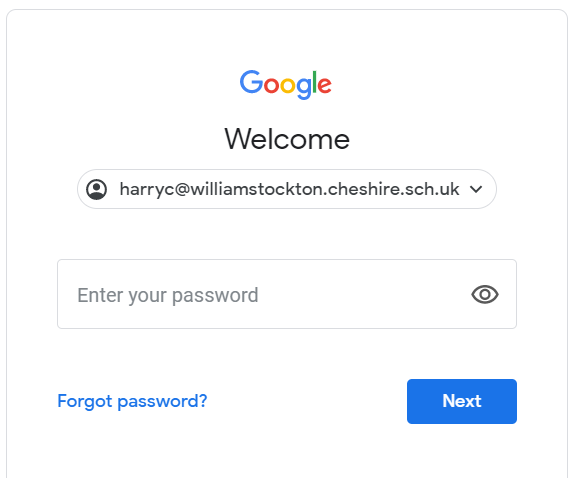 Google
Welcome
harryc@williamstockton.cheshire.sch.uk
Enter your password
Forgot password?
Next